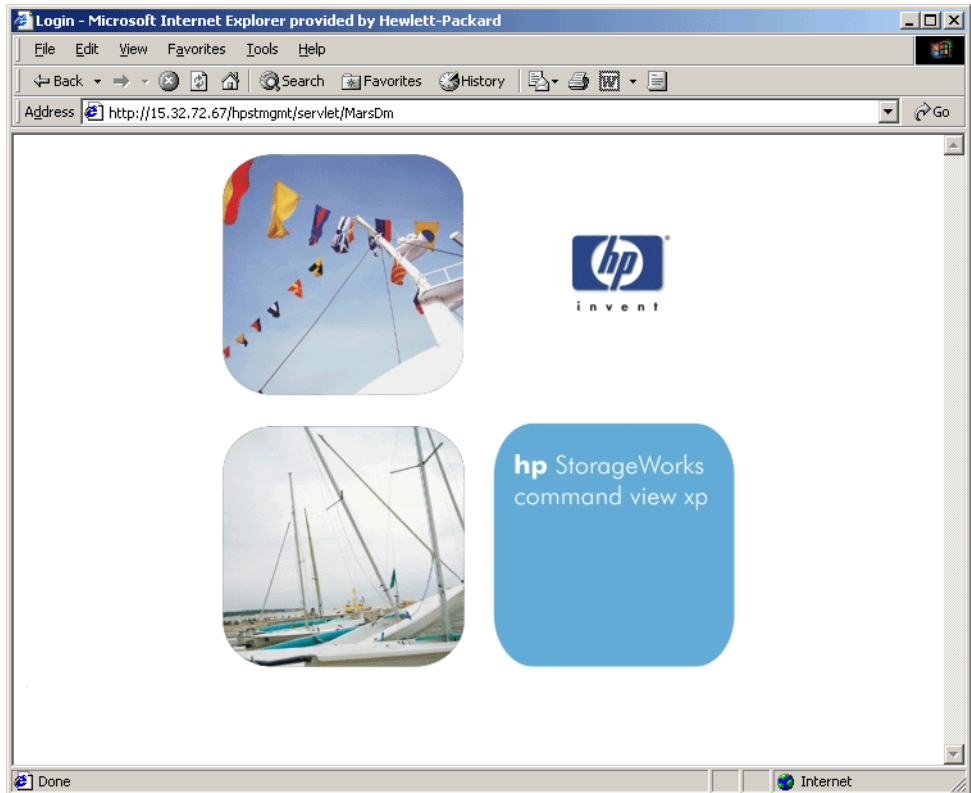 Login - Microsoft Internet Explorer provided by Hewlett-Packard
File Edit View Favorites Tools Help
Back Search Favorites History
Address http://15.32.72.67/hpstmgmt/servlet/MarsDm Go
hp
invent
hp StorageWorks
command view xp
Done Internet